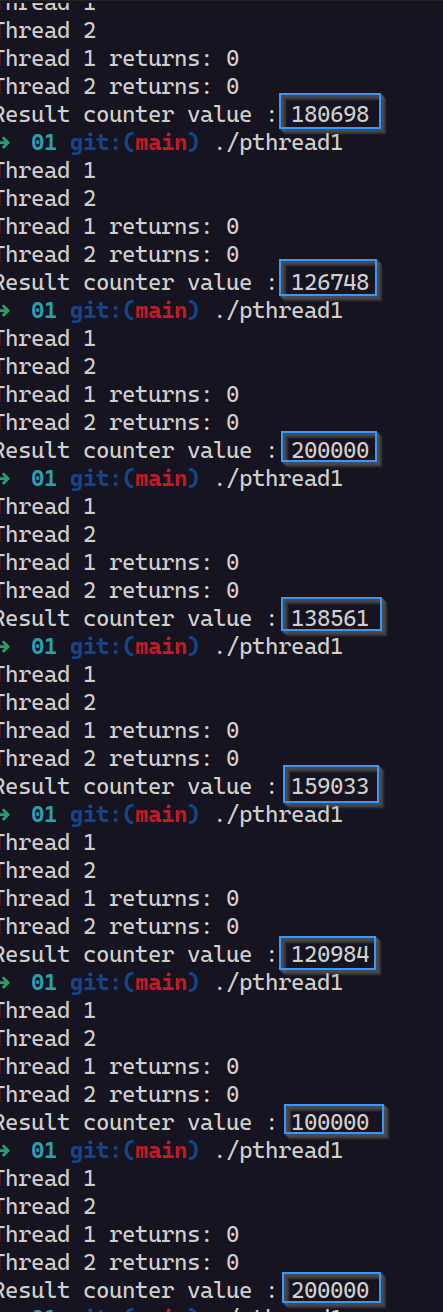 Thread 1
Thread 2
Thread 1 returns: 0
Thread 2 returns: 0
Result counter value : 180698
➜ 01 git:(main) ./pthread1
Thread 1
Thread 2
Thread 1 returns: 0
Thread 2 returns: 0
Result counter value : 126748
➜ 01 git:(main) ./pthread1
Thread 1
Thread 2
Thread 1 returns: 0
Thread 2 returns: 0
Result counter value : 200000
➜ 01 git:(main) ./pthread1
Thread 1
Thread 2
Thread 1 returns: 0
Thread 2 returns: 0
Result counter value : 138561
➜ 01 git:(main) ./pthread1
Thread 1
Thread 2
Thread 1 returns: 0
Thread 2 returns: 0
Result counter value : 159033
➜ 01 git:(main) ./pthread1
Thread 1
Thread 2
Thread 1 returns: 0
Thread 2 returns: 0
Result counter value : 120984
➜ 01 git:(main) ./pthread1
Thread 1
Thread 2
Thread 1 returns: 0
Thread 2 returns: 0
Result counter value : 100000
➜ 01 git:(main) ./pthread1
Thread 1
Thread 2
Thread 1 returns: 0
Thread 2 returns: 0
Result counter value : 200000